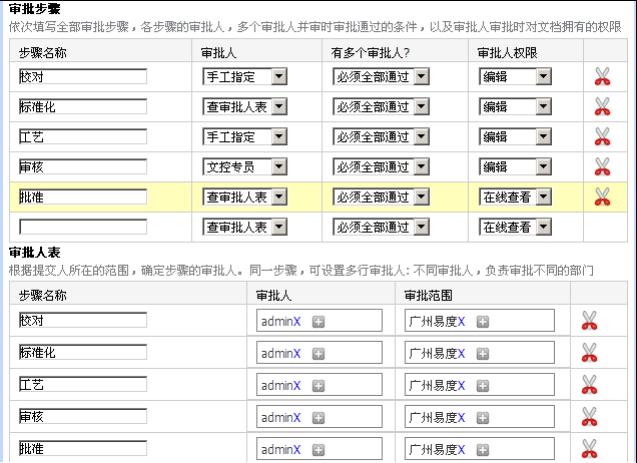 审批步骤
依次填写全部审批步骤，各步骤的审批人，多个审批人并审时审批通过的条件，以及审批人审批时对文档拥有的权限
步骤名称 审批人 有多个审批人? 审批人权限
校对 手工指定 必须全部通过 编辑
标准化 查审批人表 必须全部通过 编辑
工艺 手工指定 必须全部通过 编辑
审核 文控专员 必须全部通过 编辑
批准 查审批人表 必须全部通过 在线查看
查审批人表 必须全部通过 在线查看
审批人表
根据提交人所在的范围，确定步骤的审批人。同一步骤，可设置多行审批人: 不同审批人，负责审批不同的部门
步骤名称 审批人 审批范围
校对 adminX 广州易度X
标准化 adminX 广州易度X
工艺 adminX 广州易度X
审核 adminX 广州易度X
批准 adminX 广州易度X